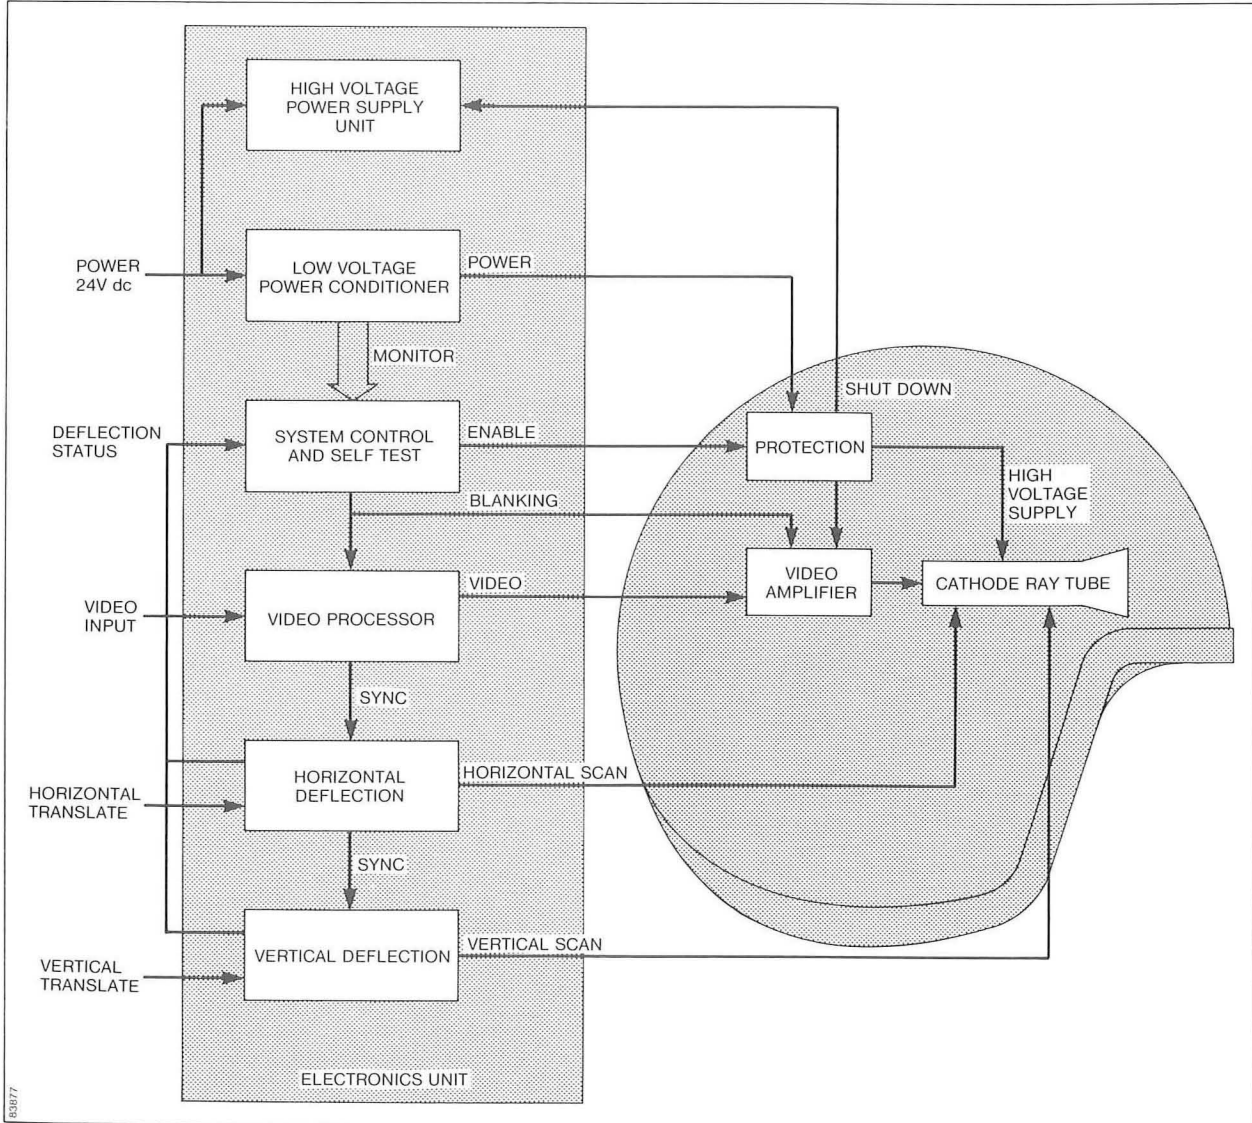 HIGH VOLTAGE
POWER SUPPLY
UNIT
POWER
24V dc
LOW VOLTAGE
POWER CONDITIONER
POWER
MONITOR
SHUT DOWN
DEFLECTION
STATUS
SYSTEM CONTROL
AND SELF TEST
ENABLE
PROTECTION
HIGH
VOLTAGE
SUPPLY
BLANKING
VIDEO
INPUT
VIDEO PROCESSOR
VIDEO
VIDEO
AMPLIFIER
CATHODE RAY TUBE
SYNC
HORIZONTAL
TRANSLATE
HORIZONTAL
DEFLECTION
HORIZONTAL SCAN
SYNC
VERTICAL
TRANSLATE
VERTICAL DEFLECTION
VERTICAL SCAN
ELECTRONICS UNIT
83877